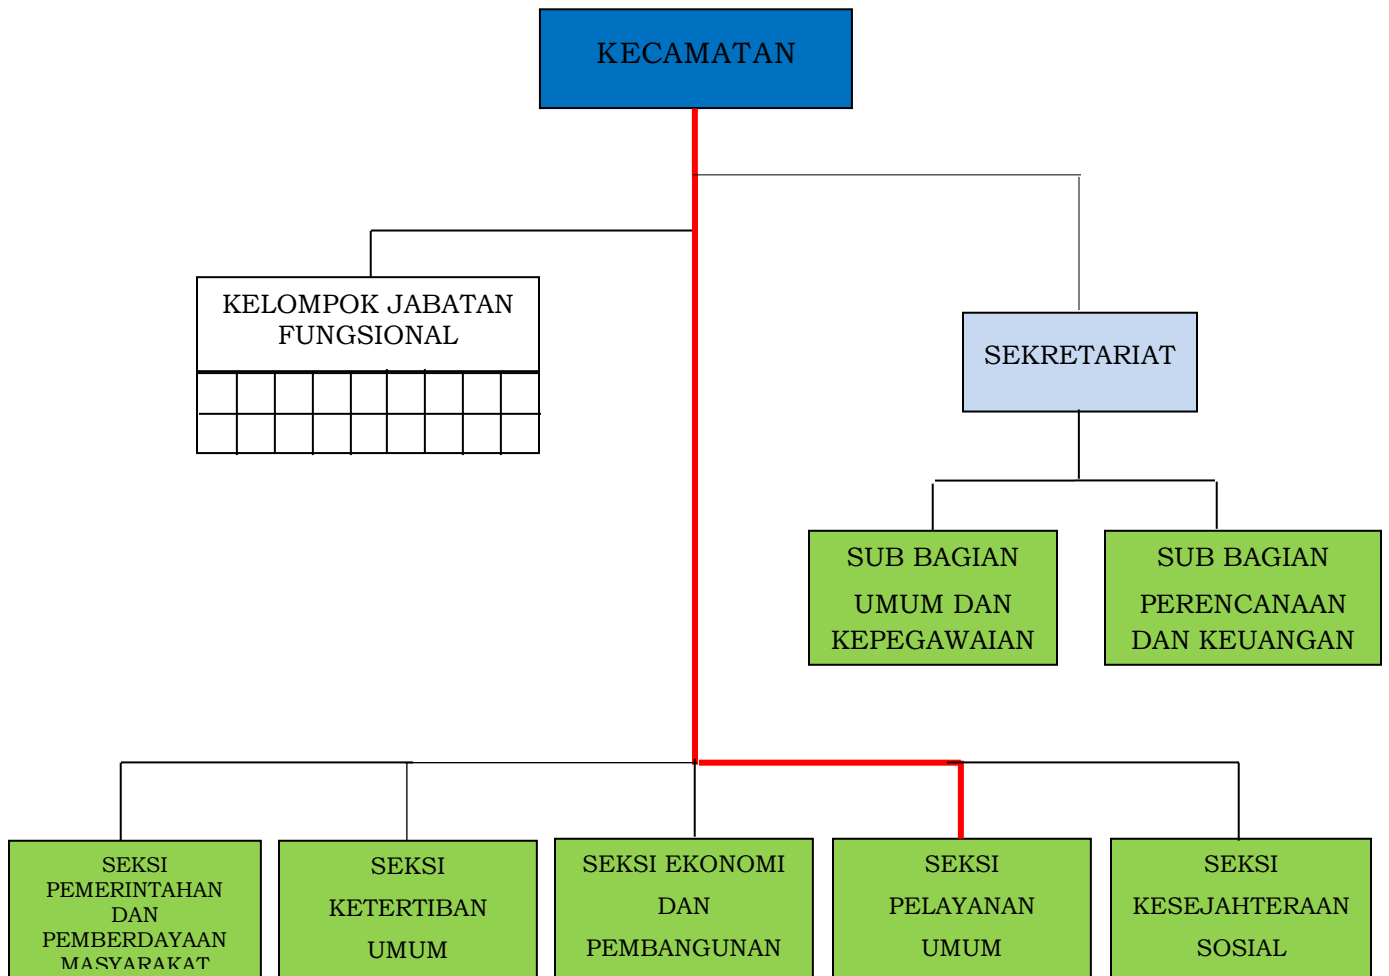 KECAMATAN
KELOMPOK JABATAN
FUNGSIONAL
SEKRETARIAT
SUB BAGIAN
UMUM DAN
KEPEGAWAIAN
SUB BAGIAN
PERENCANAAN
DAN KEUANGAN
SEKSI
PEMERINTAHAN
DAN
PEMBERDAYAAN
MASYARAKAT
SEKSI
KETERTIBAN
UMUM
SEKSI EKONOMI
DAN
PEMBANGUNAN
SEKSI
PELAYANAN
UMUM
SEKSI
KESEJAHTERAAN
SOSIAL